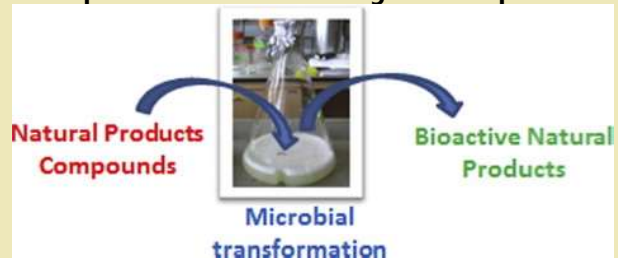 Natural Products
Compounds
Bioactive Natural
Products
Microbial
transformation